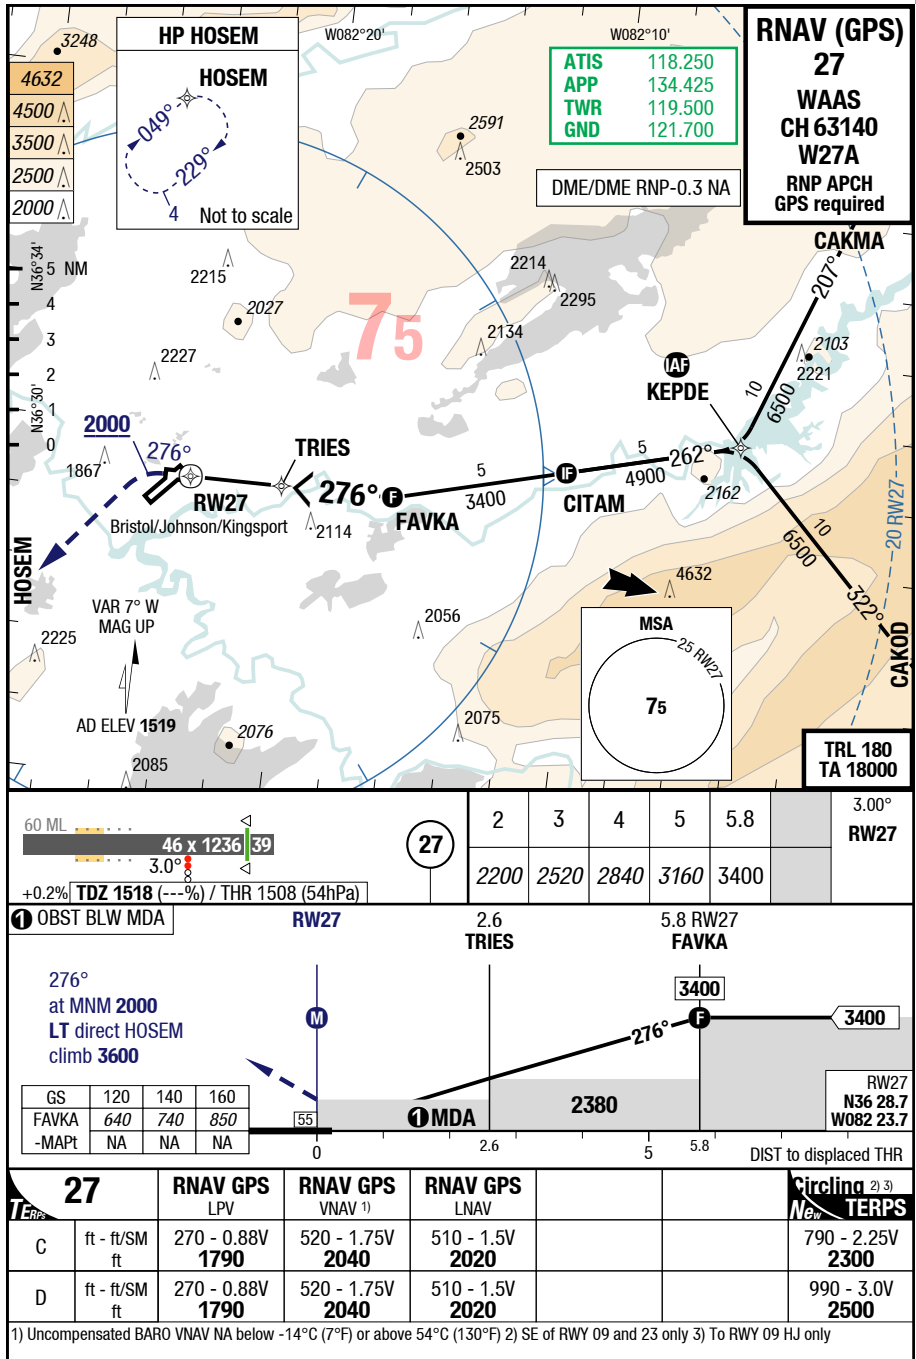 RNAV (GPS)
27
WAAS
CH 63140
W27A
RNP APCH
GPS required
HP HOSEM
HOSEM
049°
229°
4
Not to scale
W082°20'
W082°10'
ATIS 118.250
APP 134.425
TWR 119.500
GND 121.700
DME/DME RNP-0.3 NA
3248
4632
4500
3500
2500
2000
2591
2503
CAKMA
207°
N36°34'
5 NM
4
3
2
1
0
N36°30'
2215
2027
75
2214
2295
2134
2103
2221
IAF
KEPDE
10
6500
2227
2000
276°
1867
TRIES
RW27
Bristol/Johnson/Kingsport
276°
F
FAVKA
5
3400
IF
CITAM
5
4900
262°
2162
2114
10
6500
20 RW27
322°
CAKOD
HOSEM
4632
VAR 7° W
MAG UP
2225
2056
MSA
25 RW27
75
AD ELEV 1519
2076
2075
2085
TRL 180
TA 18000
60 ML
46 x 1236 39
3.0°
+0.2% TDZ 1518 (---%) / THR 1508 (54hPa)
27
2 3 4 5 5.8 3.00°
RW27
2200 2520 2840 3160 3400
1 OBST BLW MDA
RW27 2.6 5.8 RW27
TRIES FAVKA
276°
at MNM 2000
LT direct HOSEM
climb 3600
M
3400
F
3400
276°
GS 120 140 160
FAVKA 640 740 850
-MAPt NA NA NA
55
1 MDA
2380
RW27
N36 28.7
W082 23.7
0 2.6 5 5.8 DIST to displaced THR
TERPS 27 RNAV GPS RNAV GPS RNAV GPS Circling 2) 3)
LPV VNAV 1) LNAV New TERPS
C ft - ft/SM 270 - 0.88V 520 - 1.75V 510 - 1.5V 790 - 2.25V
ft 1790 2040 2020 2300
D ft - ft/SM 270 - 0.88V 520 - 1.75V 510 - 1.5V 990 - 3.0V
ft 1790 2040 2020 2500
1) Uncompensated BARO VNAV NA below -14°C (7°F) or above 54°C (130°F) 2) SE of RWY 09 and 23 only 3) To RWY 09 HJ only